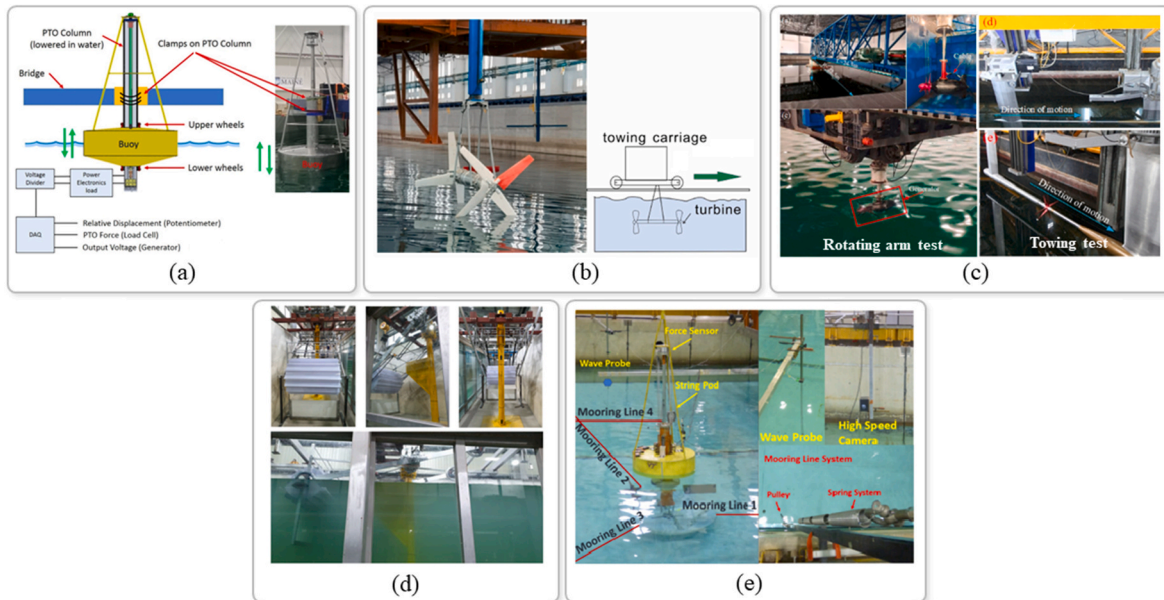 PTO Column
(lowered in water)
Clamps on PTO Column
Bridge
MAINE
Upper wheels
Buoy
Buoy
Lower wheels
Voltage
Divider
Power
Electronics
load
DAQ
Relative Displacement (Potentiometer)
PTO Force (Load Cell)
Output Voltage (Generator)
(a)
towing carriage
turbine
(b)
(d)
Direction of motion
(c)
(e)
Generator
Direction of motion
Rotating arm test
Towing test
(c)
(d)
Force Sensor
Wave Probe
String Pod
Mooring Line 4
Mooring Line 2
Mooring Line 3
Mooring Line 1
Wave Probe
High Speed
Camera
Mooring Line System
Pulley
Spring System
(e)